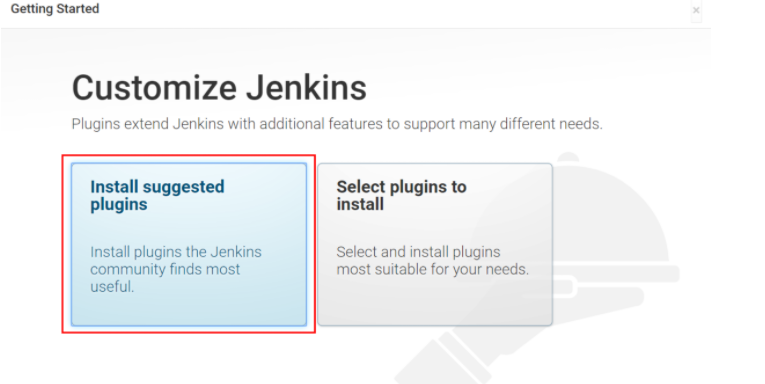 Getting Started
×
Customize Jenkins
Plugins extend Jenkins with additional features to support many different needs.
Install suggested
plugins
Install plugins the Jenkins
community finds most
useful.
Select plugins to
install
Select and install plugins
most suitable for your needs.